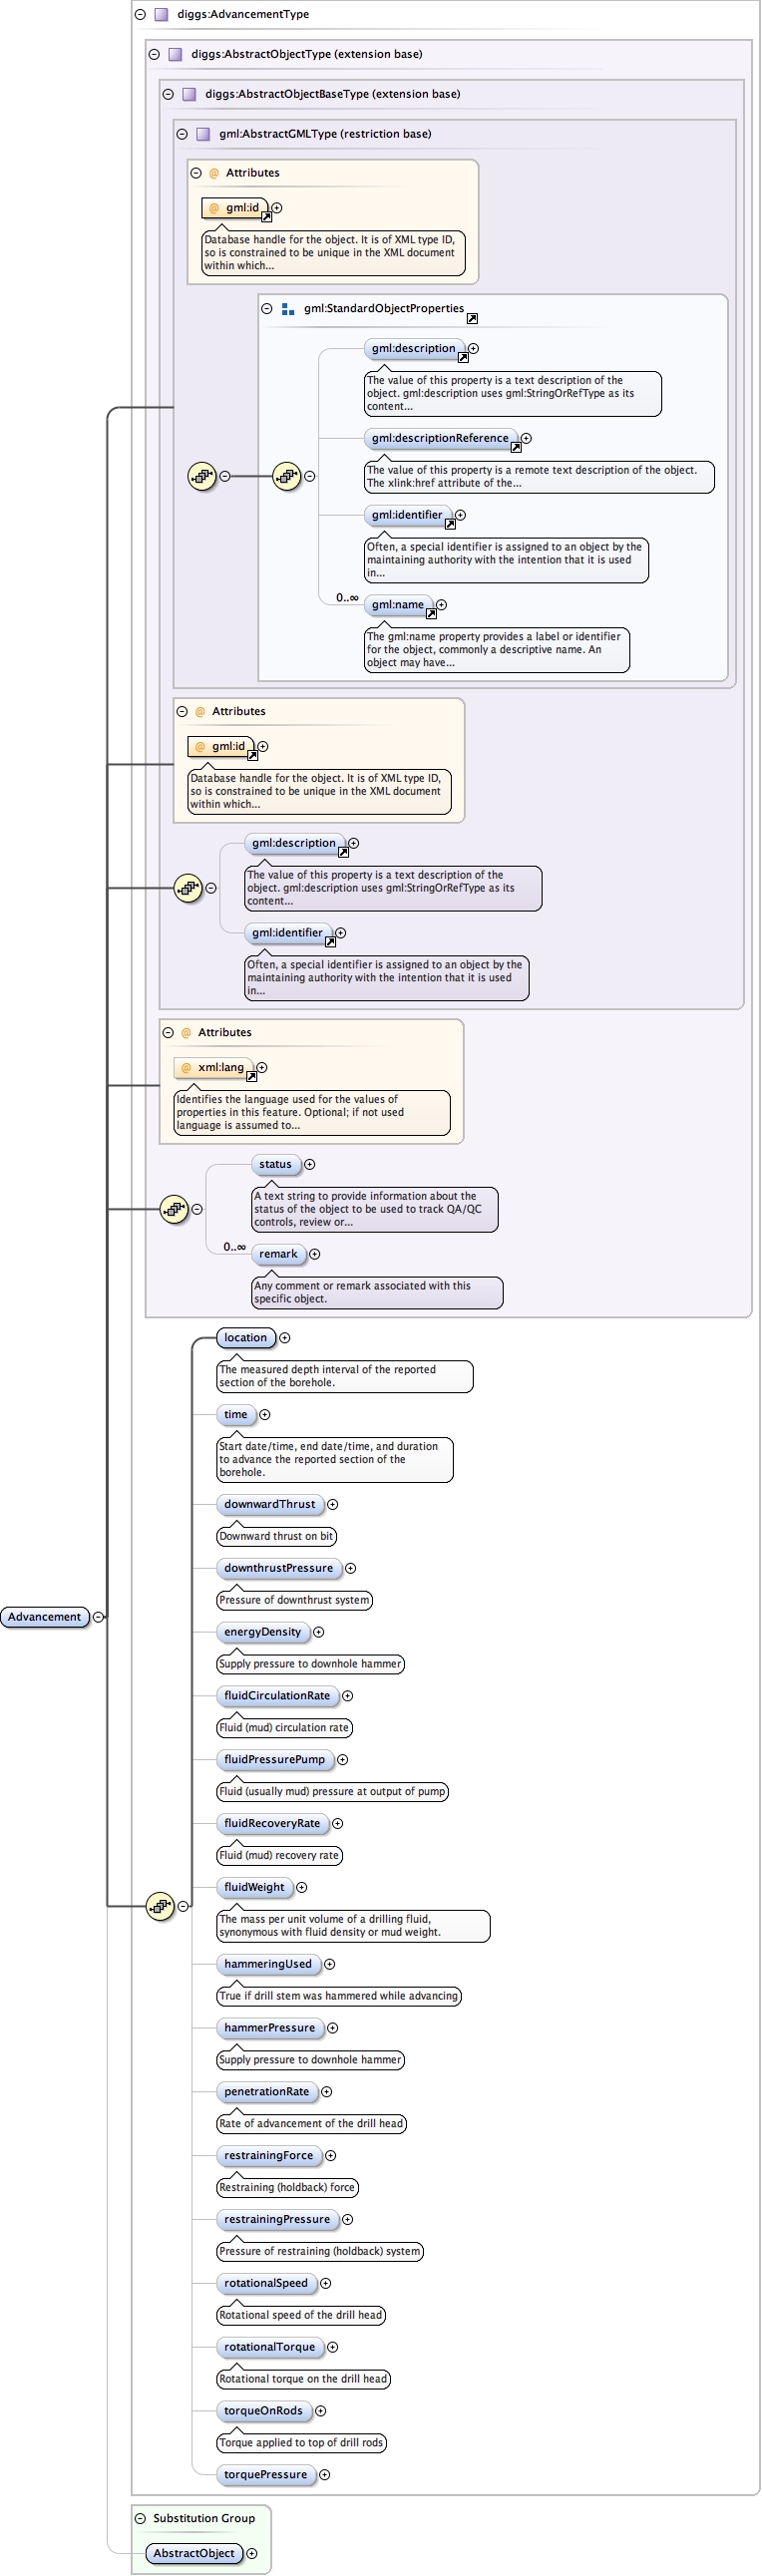 diggs:AdvancementType
diggs:AbstractObjectType (extension base)
diggs:AbstractObjectBaseType (extension base)
gml:AbstractGMLType (restriction base)
@ Attributes
@ gml:id
Database handle for the object. It is of XML type ID,
so is constrained to be unique in the XML document
within which...
gml:StandardObjectProperties
gml:description
The value of this property is a text description of the
object. gml:description uses gml:StringOrRefType as its
content...
gml:descriptionReference
The value of this property is a remote text description of the object.
The xlink:href attribute of the...
gml:identifier
Often, a special identifier is assigned to an object by the
maintaining authority with the intention that it is used
in...
0..∞
gml:name
The gml:name property provides a label or identifier
for the object, commonly a descriptive name. An
object may have...
@ Attributes
@ gml:id
Database handle for the object. It is of XML type ID,
so is constrained to be unique in the XML document
within which...
gml:description
The value of this property is a text description of the
object. gml:description uses gml:StringOrRefType as its
content...
gml:identifier
Often, a special identifier is assigned to an object by the
maintaining authority with the intention that it is used
in...
@ Attributes
@ xml:lang
Identifies the language used for the values of
properties in this feature. Optional; if not used
language is assumed to...
status
A text string to provide information about the
status of the object to be used to track QA/QC
controls, review or...
0..∞
remark
Any comment or remark associated with this
specific object.
location
The measured depth interval of the reported
section of the borehole.
time
Start date/time, end date/time, and duration
to advance the reported section of the
borehole.
downwardThrust
Downward thrust on bit
downthrustPressure
Pressure of downthrust system
Advancement
energyDensity
Supply pressure to downhole hammer
fluidCirculationRate
Fluid (mud) circulation rate
fluidPressurePump
Fluid (usually mud) pressure at output of pump
fluidRecoveryRate
Fluid (mud) recovery rate
fluidWeight
The mass per unit volume of a drilling fluid,
synonymous with fluid density or mud weight.
hammeringUsed
True if drill stem was hammered while advancing
hammerPressure
Supply pressure to downhole hammer
penetrationRate
Rate of advancement of the drill head
restrainingForce
Restraining (holdback) force
restrainingPressure
Pressure of restraining (holdback) system
rotationalSpeed
Rotational speed of the drill head
rotationalTorque
Rotational torque on the drill head
torqueOnRods
Torque applied to top of drill rods
torquePressure
Substitution Group
AbstractObject